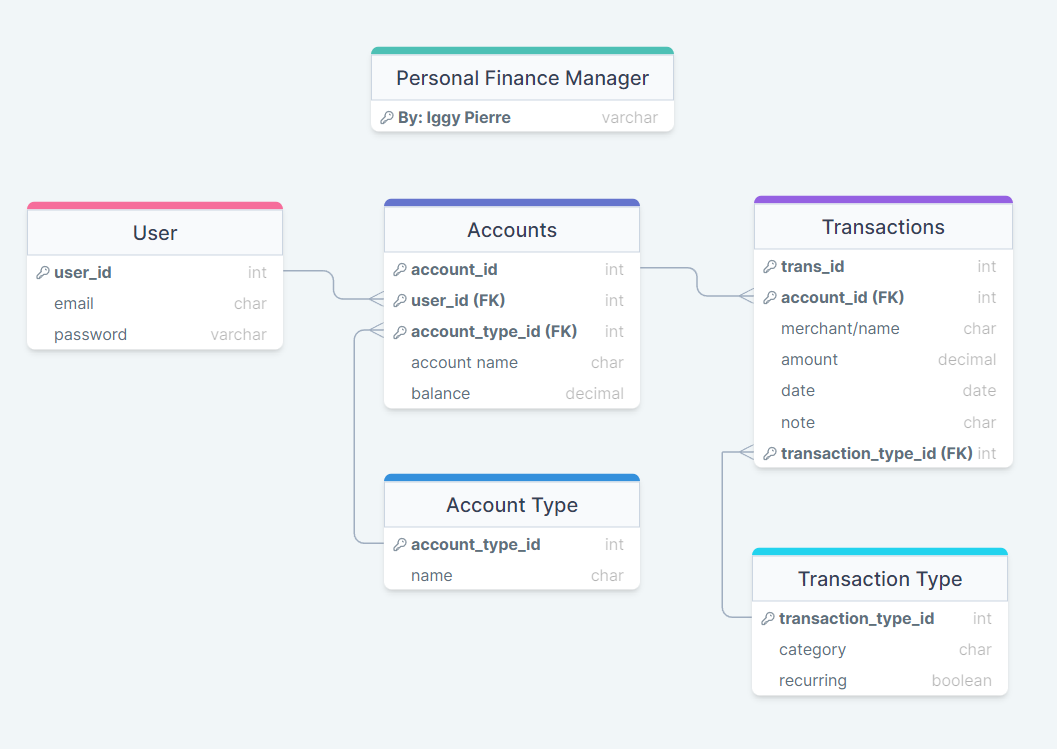 Personal Finance Manager
By: Iggy Pierre varchar
User
user_id int
email char
password varchar
Accounts
account_id int
user_id (FK) int
account_type_id (FK) int
account name char
balance decimal
Transactions
trans_id int
account_id (FK) int
merchant/name char
amount decimal
date date
note char
transaction_type_id (FK) int
Account Type
account_type_id int
name char
Transaction Type
transaction_type_id int
category char
recurring boolean